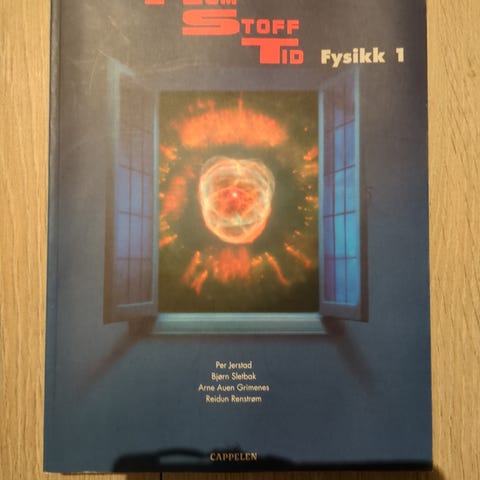 STOFF
TID Fysikk 1
Per Jerstad
Bjørn Sletbak
Arne Auen Grimenes
Reidun Renstrøm
CAPPELEN